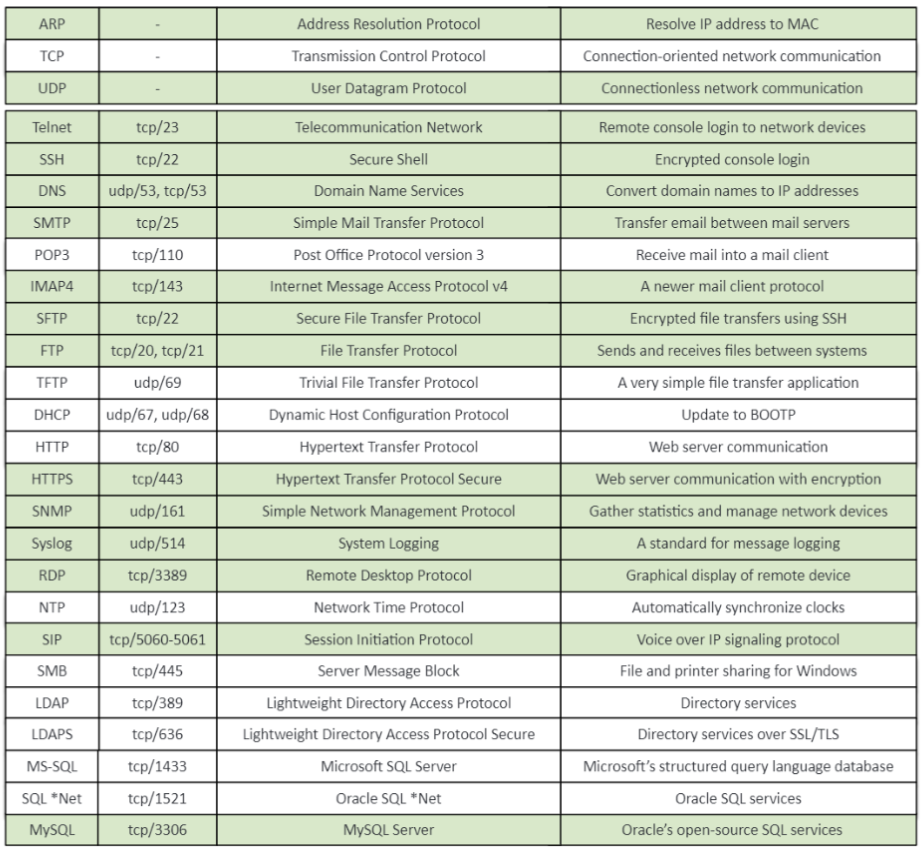 ARP - Address Resolution Protocol Resolve IP address to MAC
TCP - Transmission Control Protocol Connection-oriented network communication
UDP - User Datagram Protocol Connectionless network communication
Telnet tcp/23 Telecommunication Network Remote console login to network devices
SSH tcp/22 Secure Shell Encrypted console login
DNS udp/53, tcp/53 Domain Name Services Convert domain names to IP addresses
SMTP tcp/25 Simple Mail Transfer Protocol Transfer email between mail servers
POP3 tcp/110 Post Office Protocol version 3 Receive mail into a mail client
IMAP4 tcp/143 Internet Message Access Protocol v4 A newer mail client protocol
SFTP tcp/22 Secure File Transfer Protocol Encrypted file transfers using SSH
FTP tcp/20, tcp/21 File Transfer Protocol Sends and receives files between systems
TFTP udp/69 Trivial File Transfer Protocol A very simple file transfer application
DHCP udp/67, udp/68 Dynamic Host Configuration Protocol Update to BOOTP
HTTP tcp/80 Hypertext Transfer Protocol Web server communication
HTTPS tcp/443 Hypertext Transfer Protocol Secure Web server communication with encryption
SNMP udp/161 Simple Network Management Protocol Gather statistics and manage network devices
Syslog udp/514 System Logging A standard for message logging
RDP tcp/3389 Remote Desktop Protocol Graphical display of remote device
NTP udp/123 Network Time Protocol Automatically synchronize clocks
SIP tcp/5060-5061 Session Initiation Protocol Voice over IP signaling protocol
SMB tcp/445 Server Message Block File and printer sharing for Windows
LDAP tcp/389 Lightweight Directory Access Protocol Directory services
LDAPS tcp/636 Lightweight Directory Access Protocol Secure Directory services over SSL/TLS
MS-SQL tcp/1433 Microsoft SQL Server Microsoft's structured query language database
SQL *Net tcp/1521 Oracle SQL *Net Oracle SQL services
MySQL tcp/3306 MySQL Server Oracle's open-source SQL services